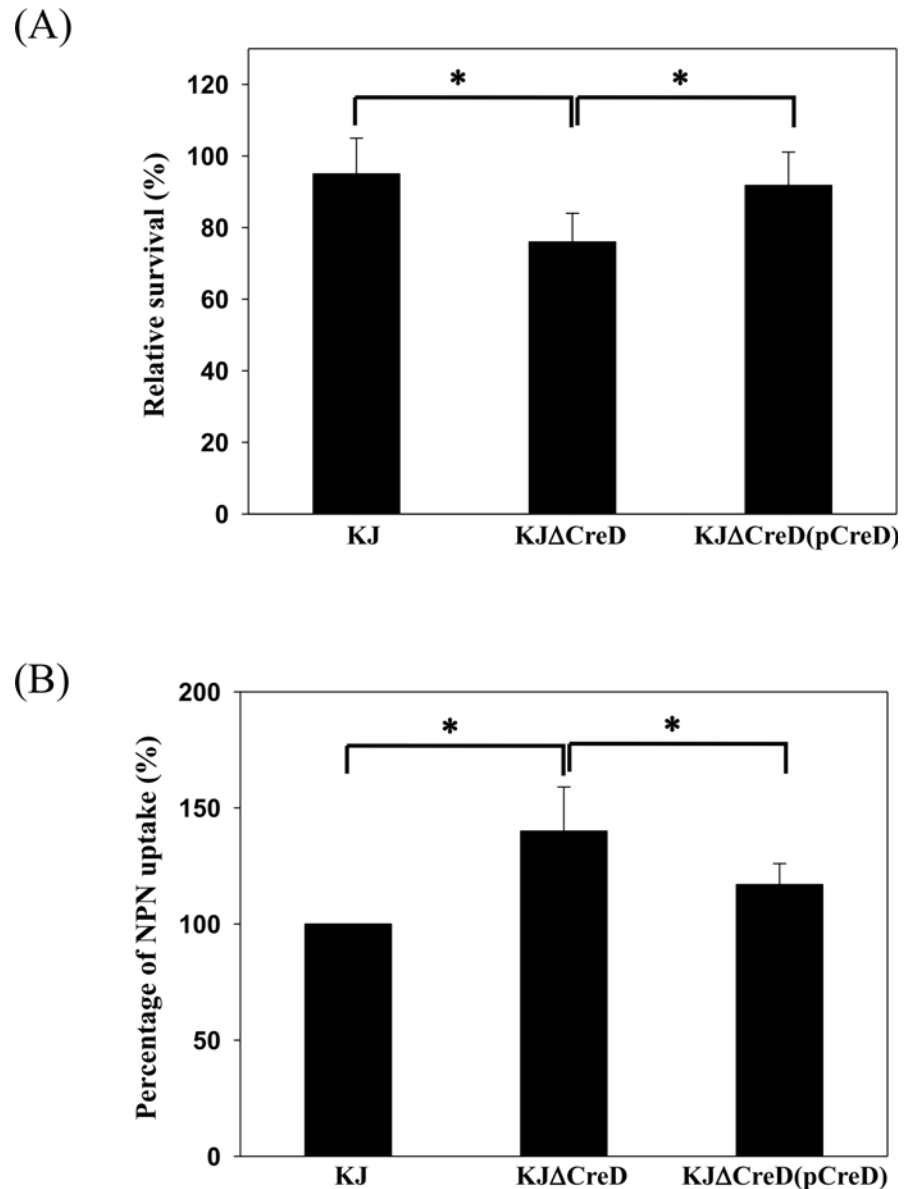 (A)
Relative survival (%)
120
100
80
60
40
20
0
* *
KJ KJΔCreD KJΔCreD(pCreD)
(B)
Percentage of NPN uptake (%)
200
150
100
50
0
* *
KJ KJΔCreD KJΔCreD(pCreD)